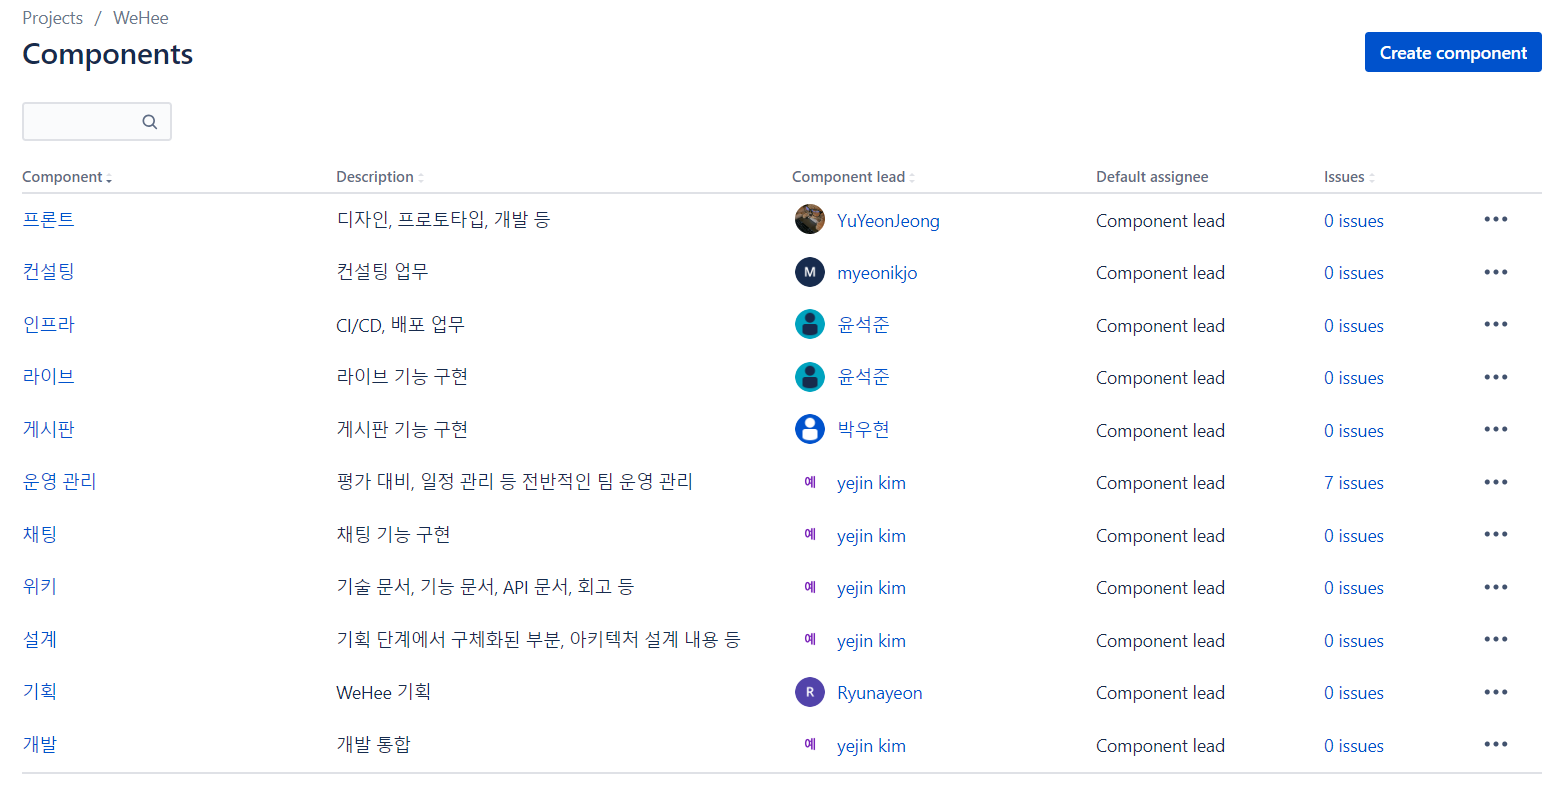 Projects / WeHee
Components
Create component
Component Description Component lead Default assignee Issues
프론트 디자인, 프로토타입, 개발 등 YuYeonJeong Component lead 0 issues
컨설팅 컨설팅 업무 M myeonikjo Component lead 0 issues
인프라 CI/CD, 배포 업무 윤석준 Component lead 0 issues
라이브 라이브 기능 구현 윤석준 Component lead 0 issues
게시판 게시판 기능 구현 박우현 Component lead 0 issues
운영 관리 평가 대비, 일정 관리 등 전반적인 팀 운영 관리 예 yejin kim Component lead 7 issues
채팅 채팅 기능 구현 예 yejin kim Component lead 0 issues
위키 기술 문서, 기능 문서, API 문서, 회고 등 예 yejin kim Component lead 0 issues
설계 기획 단계에서 구체화된 부분, 아키텍처 설계 내용 등 예 yejin kim Component lead 0 issues
기획 WeHee 기획 R Ryunayeon Component lead 0 issues
개발 개발 통합 예 yejin kim Component lead 0 issues